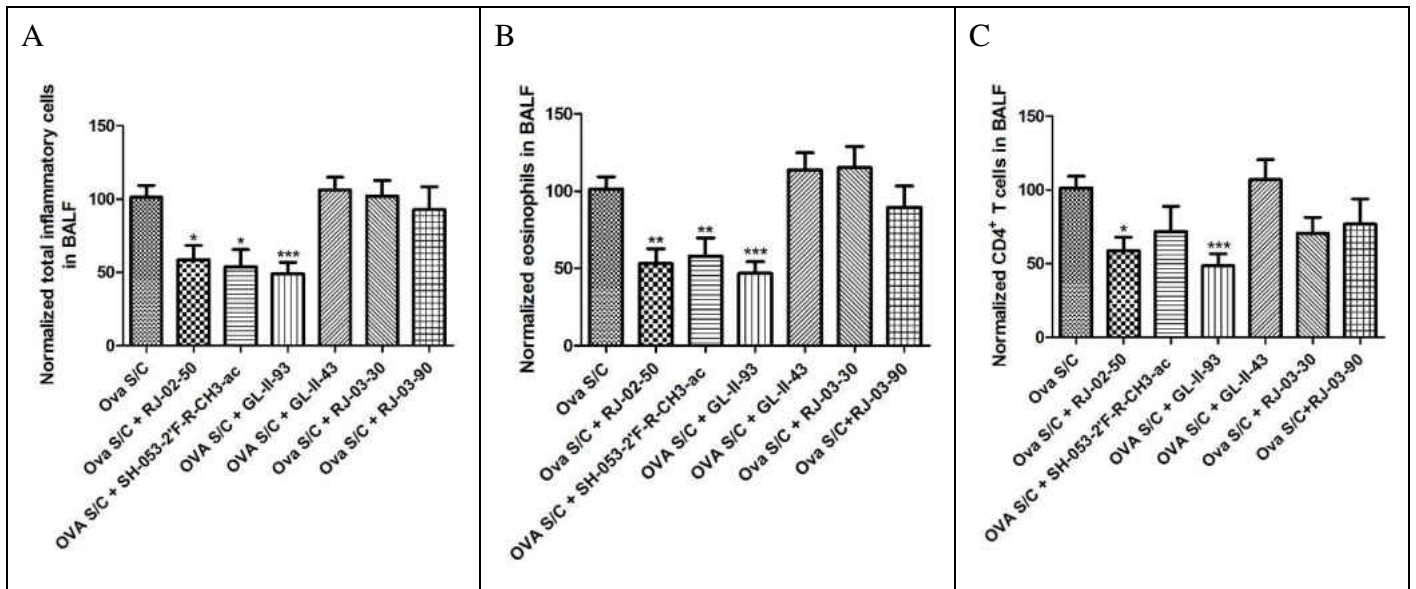 A
Normalized total inflammatory cells
in BALF
150
100
50
0
*
*
***
Ova S/C
Ova S/C + RJ-02-50
OVA S/C + SH-053-2'F-R-CH3-ac
OVA S/C + GL-II-93
OVA S/C + GL-II-43
Ova S/C + RJ-03-30
Ova S/C + RJ-03-90
B
Normalized eosinophils in BALF
150
100
50
0
**
**
***
Ova S/C
Ova S/C + RJ-02-50
OVA S/C + SH-053-2'F-R-CH3-ac
OVA S/C + GL-II-93
OVA S/C + GL-II-43
Ova S/C + RJ-03-30
Ova S/C+RJ-03-90
C
Normalized CD4+ T cells in BALF
150
100
50
0
*
***
Ova S/C
Ova S/C + RJ-02-50
OVA S/C + SH-053-2'F-R-CH3-ac
OVA S/C + GL-II-93
OVA S/C + GL-II-43
Ova S/C + RJ-03-30
Ova S/C+RJ-03-90